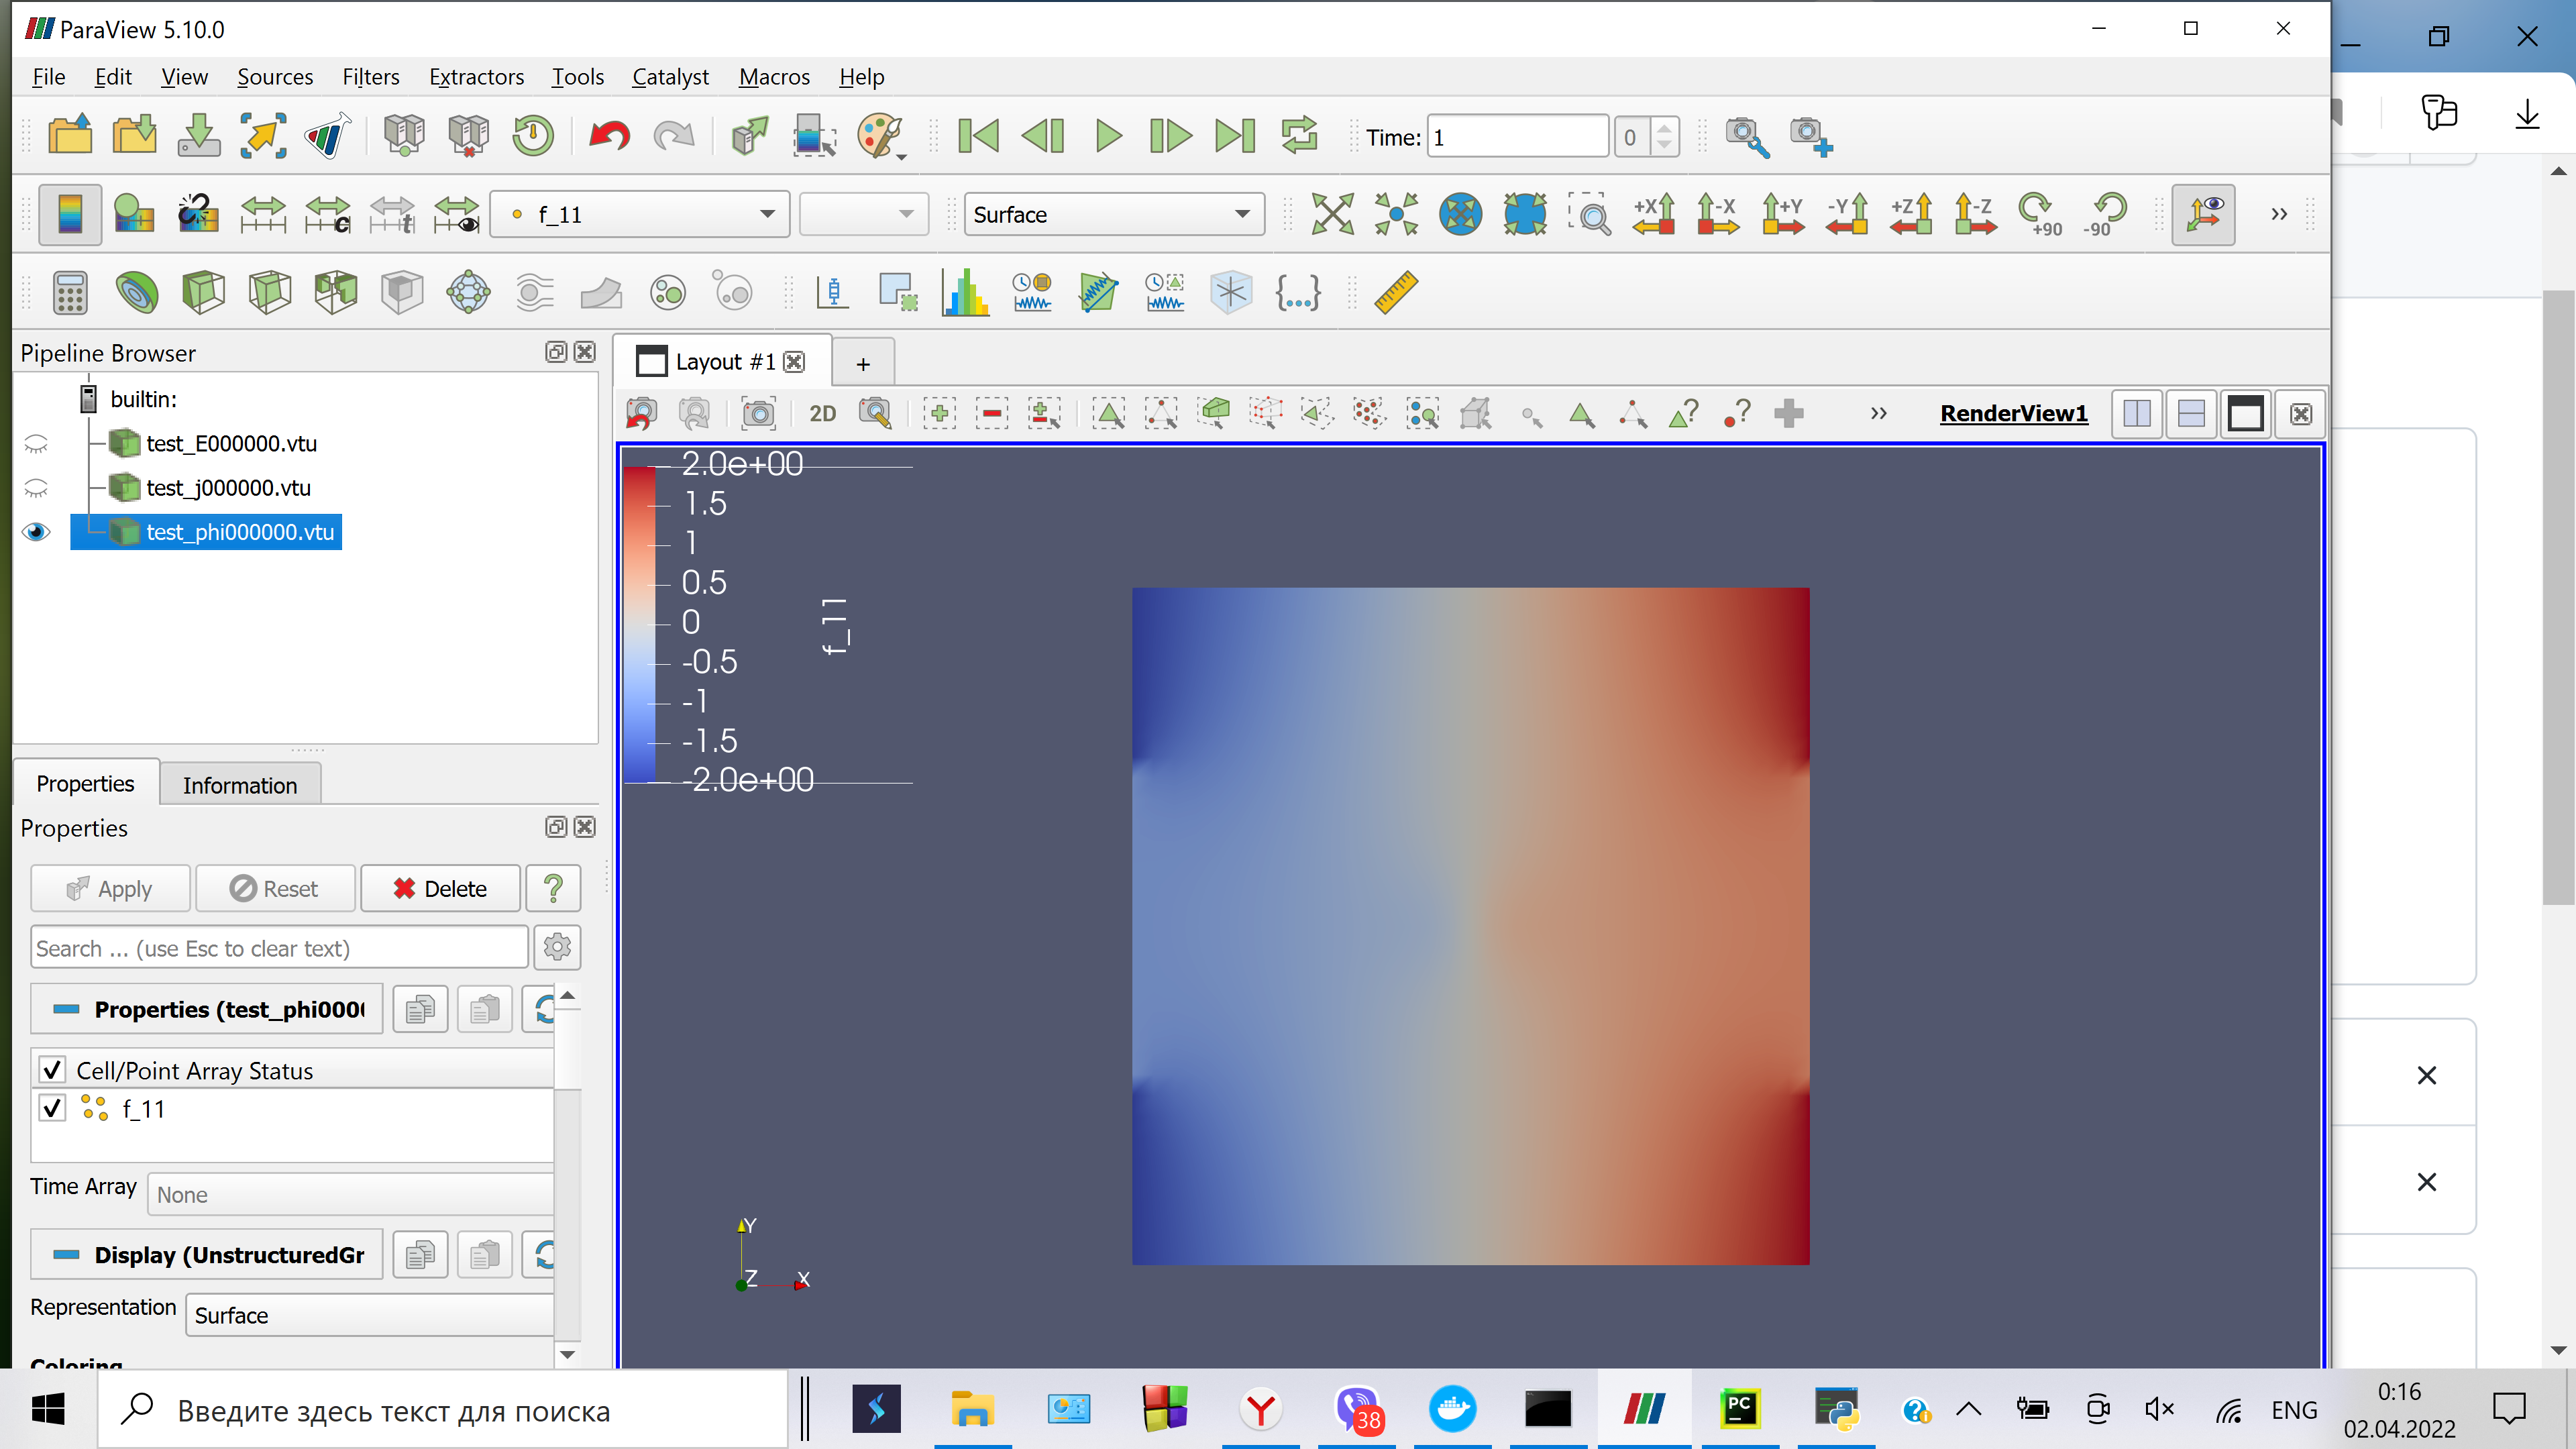 ParaView 5.10.0
File Edit View Sources Filters Extractors Tools Catalyst Macros Help
Time: 1 0
f_11 Surface +X -X +Y -Y +Z -Z +90 -90 »
c t
{...}
Pipeline Browser
Layout #1 +
builtin:
2D ? ? » RenderView1
test_E000000.vtu
test_j000000.vtu
test_phi000000.vtu
2.0e+00
1.5
1
0.5
0
-0.5
-1
-1.5
-2.0e+00
f_11
Properties Information
Properties
Apply Reset Delete ?
Search ... (use Esc to clear text)
Properties (test_phi000
Cell/Point Array Status
f_11
Time Array None
Display (UnstructuredGr
Representation Surface
Coloring
Y
Z X
Введите здесь текст для поиска
38
PC
ENG
0:16
02.04.2022